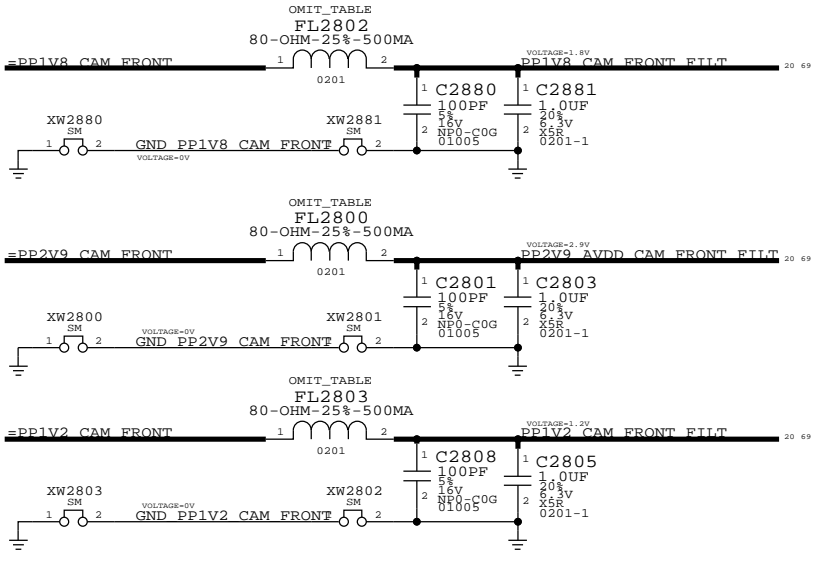 OMIT_TABLE
FL2802
80-OHM-25%-500MA
VOLTAGE=1.8V
=PP1V8_CAM_FRONT
1
2
PP1V8_CAM_FRONT_FILT
20 69
0201
1
C2880
100PF
5%
16V
NP0-C0G
01005
2
1
C2881
1.0UF
20%
6.3V
X5R
0201-1
2
XW2880
SM
1
2
GND_PP1V8_CAM_FRONT
VOLTAGE=0V
XW2881
SM
1
2
OMIT_TABLE
FL2800
80-OHM-25%-500MA
VOLTAGE=2.9V
=PP2V9_CAM_FRONT
1
2
PP2V9_AVDD_CAM_FRONT_FILT
20 69
0201
1
C2801
100PF
5%
16V
NP0-C0G
01005
2
1
C2803
1.0UF
20%
6.3V
X5R
0201-1
2
XW2800
SM
1
2
VOLTAGE=0V
GND_PP2V9_CAM_FRONT
XW2801
SM
1
2
OMIT_TABLE
FL2803
80-OHM-25%-500MA
VOLTAGE=1.2V
=PP1V2_CAM_FRONT
1
2
PP1V2_CAM_FRONT_FILT
20 69
0201
1
C2808
100PF
5%
16V
NP0-C0G
01005
2
1
C2805
1.0UF
20%
6.3V
X5R
0201-1
2
XW2803
SM
1
2
VOLTAGE=0V
GND_PP1V2_CAM_FRONT
XW2802
SM
1
2